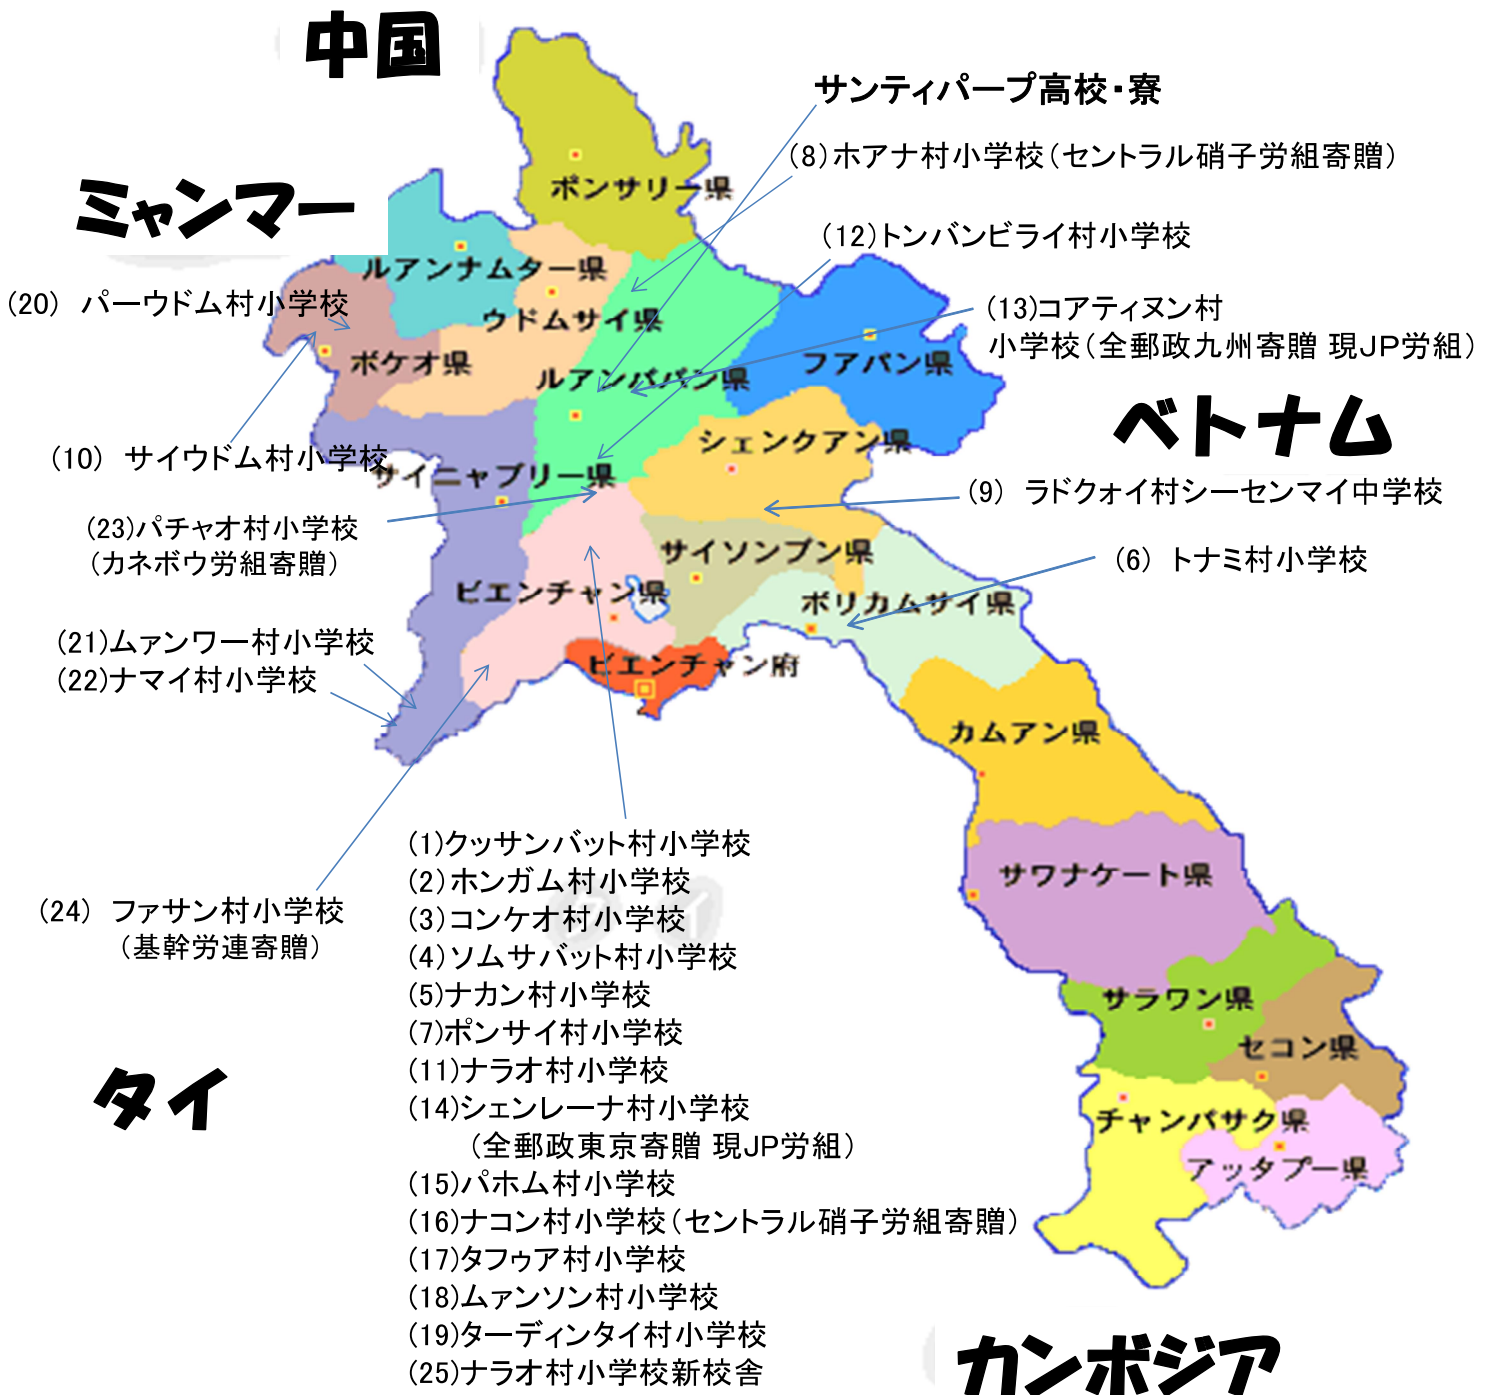 中国
サンティパープ高校・寮
(8)ホアナ村小学校(セントラル硝子労組寄贈)
ポンサリー県
ミャンマー
(12)トンバンビライ村小学校
ルアンナムター県
(20) パーウドム村小学校
ウドムサイ県
(13)コアティヌン村
小学校(全郵政九州寄贈 現JP労組)
ボケオ県
ルアンパバン県
フアパン県
ベトナム
シェンクアン県
(10) サイウドム村小学校
サイニャブリー県
(9) ラドクォイ村シーセンマイ中学校
(23)パチャオ村小学校
(カネボウ労組寄贈)
サイソンブン県
(6) トナミ村小学校
ビエンチャン県
ボリカムサイ県
(21)ムァンワー村小学校
(22)ナマイ村小学校
ビエンチャン府
カムアン県
(1)クッサンバット村小学校
(2)ホンガム村小学校
(3)コンケオ村小学校
(4)ソムサバット村小学校
(5)ナカン村小学校
(7)ポンサイ村小学校
(11)ナラオ村小学校
(14)シェンレーナ村小学校
(全郵政東京寄贈 現JP労組)
(15)パホム村小学校
(16)ナコン村小学校(セントラル硝子労組寄贈)
(17)タフゥア村小学校
(18)ムァンソン村小学校
(19)ターディンタイ村小学校
(25)ナラオ村小学校新校舎
(24) ファサン村小学校
(基幹労連寄贈)
タイ
タイ
サワナケート県
サラワン県
セコン県
チャンパサク県
アッタプー県
カンボジア